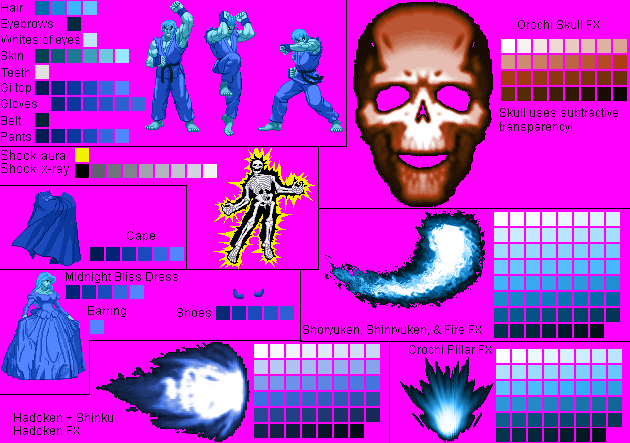 Hair
Eyebrows
Whites of eyes
Skin
Teeth
Gi top
Gloves
Belt
Pants
Shock aura
Shock x-ray
Orochi Skull FX
Skull uses subtractive
transparency!
Cape
Midnight Bliss Dress
Earring
Shoes
Shoryuken, Shinryuken, & Fire FX
Hadoken + Shinku
Hadoken FX
Orochi Pillar FX